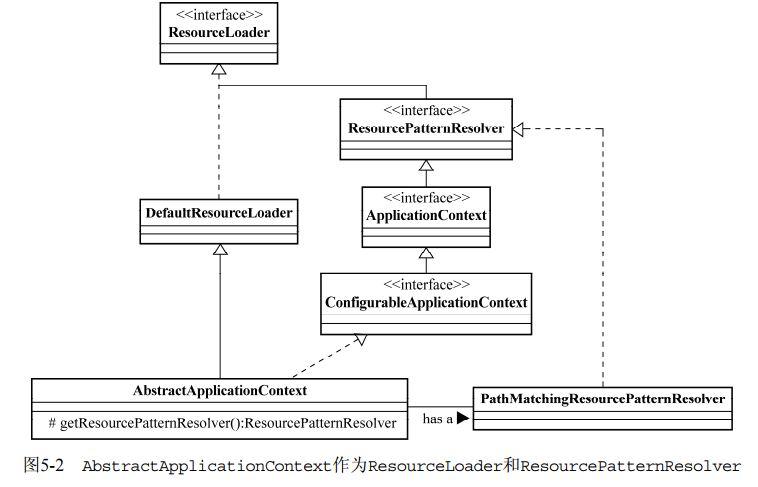 <<interface>>
ResourceLoader
<<interface>>
ResourcePatternResolver
<<interface>>
ApplicationContext
DefaultResourceLoader
<<interface>>
ConfigurableApplicationContext
AbstractApplicationContext
# getResourcePatternResolver():ResourcePatternResolver
has a
PathMatchingResourcePatternResolver
图5-2 AbstractApplicationContext作为ResourceLoader和ResourcePatternResolver